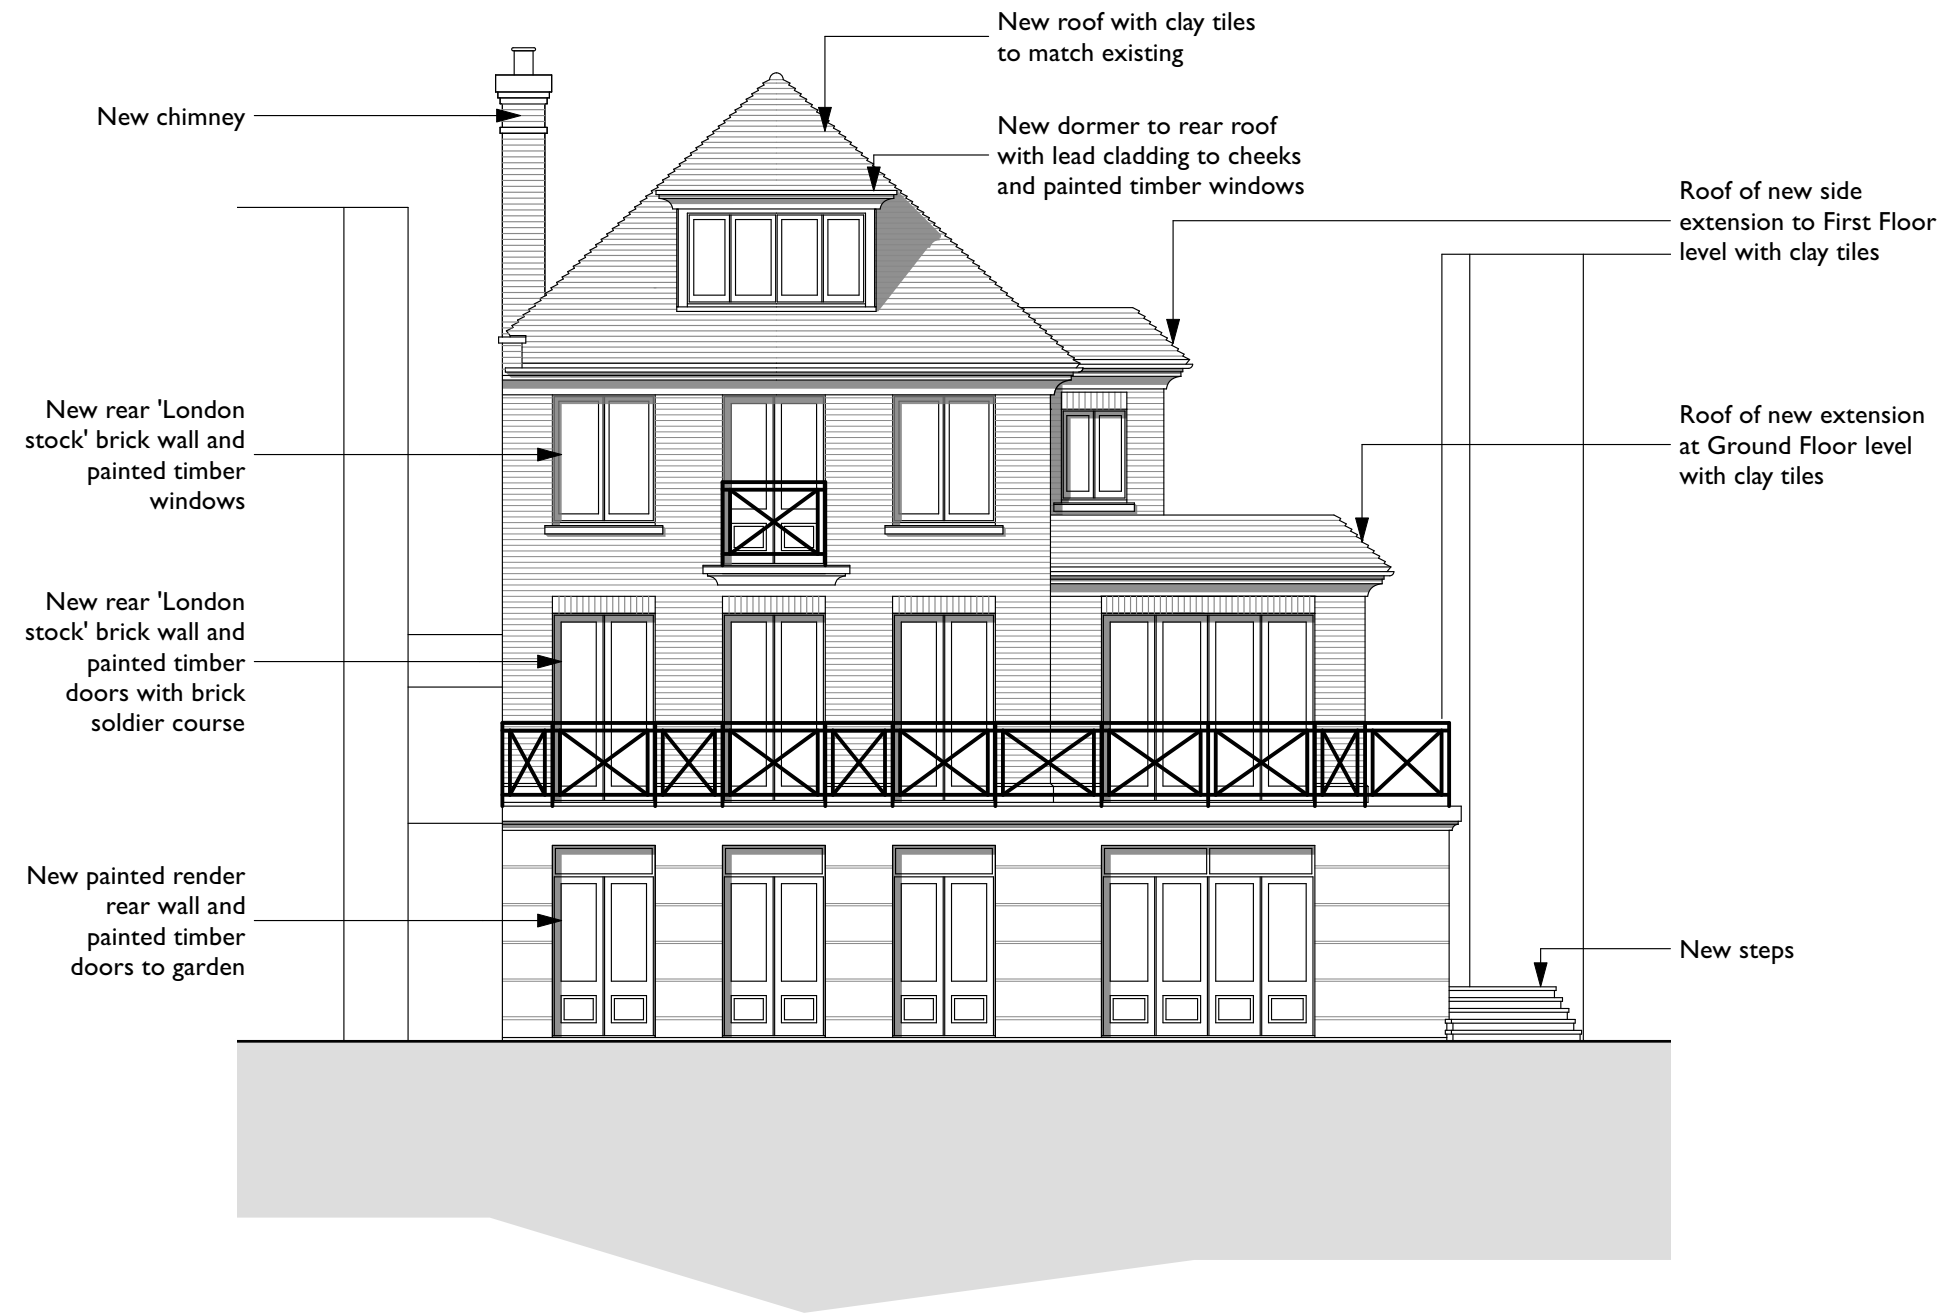 New roof with clay tiles
to match existing
New chimney
New dormer to rear roof
with lead cladding to cheeks
and painted timber windows
Roof of new side
extension to First Floor
level with clay tiles
New rear 'London
stock' brick wall and
painted timber
windows
Roof of new extension
at Ground Floor level
with clay tiles
New rear 'London
stock' brick wall and
painted timber
doors with brick
soldier course
New painted render
rear wall and
painted timber
doors to garden
New steps